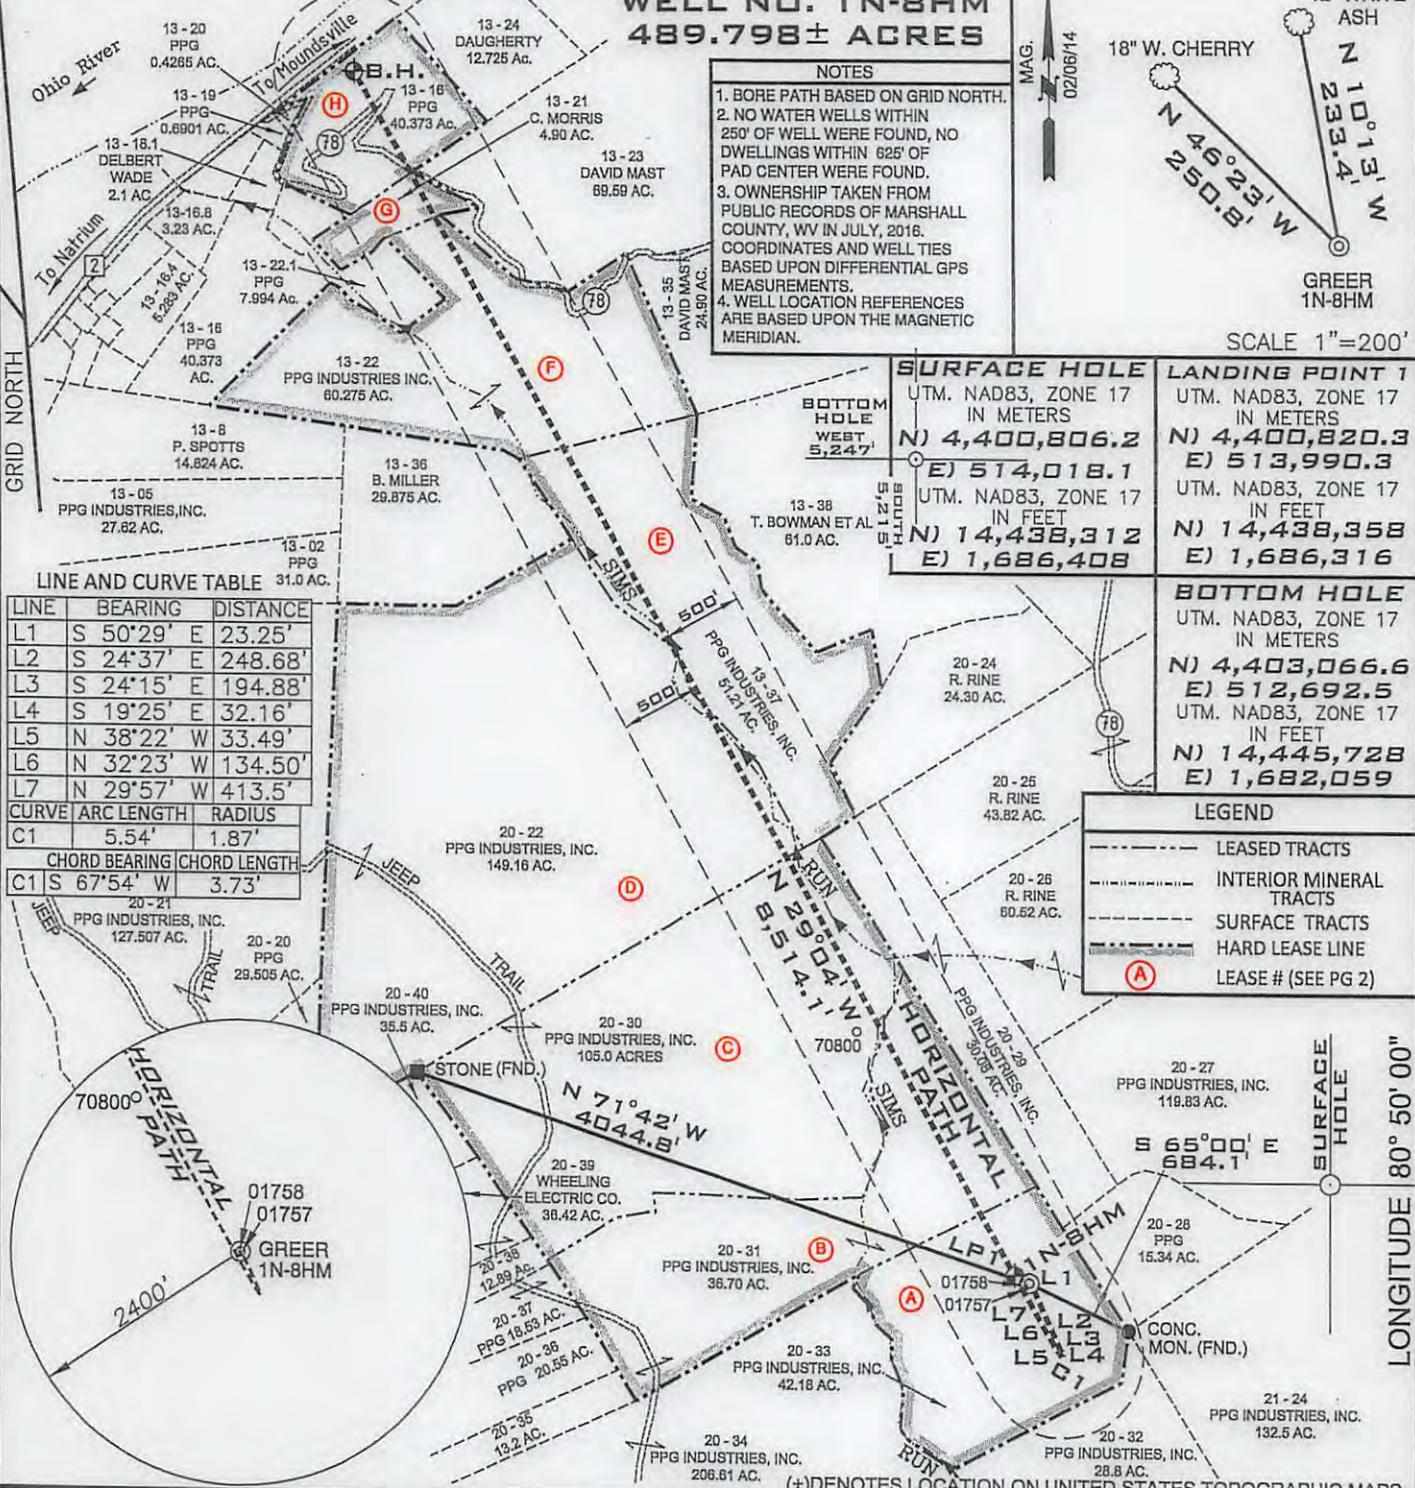 WELL NO. 1N-8HM
489.798± ACRES
NOTES
1. BORE PATH BASED ON GRID NORTH.
2. NO WATER WELLS WITHIN
250' OF WELL WERE FOUND, NO
DWELLINGS WITHIN 625' OF
PAD CENTER WERE FOUND.
3. OWNERSHIP TAKEN FROM
PUBLIC RECORDS OF MARSHALL
COUNTY, WV IN JULY, 2016.
COORDINATES AND WELL TIES
BASED UPON DIFFERENTIAL GPS
MEASUREMENTS.
4. WELL LOCATION REFERENCES
ARE BASED UPON THE MAGNETIC
MERIDIAN.
MAG.
02/06/14
ASH
18" W. CHERRY
N 10°13' W
233.4'
N 46°23' W
250.8'
GREER
1N-8HM
SCALE 1"=200'
SURFACE HOLE
UTM. NAD83, ZONE 17
IN METERS
N) 4,400,806.2
E) 514,018.1
UTM. NAD83, ZONE 17
IN FEET
N) 14,438,312
E) 1,686,408
LANDING POINT 1
UTM. NAD83, ZONE 17
IN METERS
N) 4,400,820.3
E) 513,990.3
UTM. NAD83, ZONE 17
IN FEET
N) 14,438,358
E) 1,686,316
BOTTOM HOLE
UTM. NAD83, ZONE 17
IN METERS
N) 4,403,066.6
E) 512,692.5
UTM. NAD83, ZONE 17
IN FEET
N) 14,445,728
E) 1,682,059
BOTTOM
HOLE
WEST
5,247'
SOUTH
5,215'
LEGEND
LEASED TRACTS
INTERIOR MINERAL
TRACTS
SURFACE TRACTS
HARD LEASE LINE
A
LEASE # (SEE PG 2)
Ohio River
To Moundsville
To Natrium
2
GRID NORTH
13 - 20
PPG
0.4265 AC.
13 - 19
PPG
0.6901 AC.
13 - 18.1
DELBERT
WADE
2.1 AC
13-16.8
3.23 AC.
13-16.4
5.283 AC.
13 - 16
PPG
40.373
AC.
13 - 22.1
PPG
7.994 Ac.
B.H.
H
78
13 - 16
PPG
40.373 AC.
13 - 24
DAUGHERTY
12.725 Ac.
13 - 21
C. MORRIS
4.90 AC.
13 - 23
DAVID MAST
69.59 AC.
G
78
13 - 35
DAVID MAST
24.90 AC.
F
13 - 22
PPG INDUSTRIES INC.
60.275 AC.
13 - 8
P. SPOTTS
14.824 AC.
13 - 36
B. MILLER
29.875 AC.
13 - 05
PPG INDUSTRIES,INC.
27.62 AC.
13 - 02
PPG
31.0 AC.
E
13 - 38
T. BOWMAN ET AL
61.0 AC.
SIMS
500'
500'
13 - 37
PPG INDUSTRIES, INC.
51.21 AC.
20 - 24
R. RINE
24.30 AC.
78
20 - 25
R. RINE
43.82 AC.
20 - 26
R. RINE
60.52 AC.
LINE AND CURVE TABLE
LINE BEARING DISTANCE
L1 S 50°29' E 23.25'
L2 S 24°37' E 248.68'
L3 S 24°15' E 194.88'
L4 S 19°25' E 32.16'
L5 N 38°22' W 33.49'
L6 N 32°23' W 134.50'
L7 N 29°57' W 413.5'
CURVE ARC LENGTH RADIUS
C1 5.54' 1.87'
CHORD BEARING CHORD LENGTH
C1 S 67°54' W 3.73'
20 - 21
PPG INDUSTRIES, INC.
127.507 AC.
JEEP
TRAIL
20 - 20
PPG
29.505 AC.
20 - 22
PPG INDUSTRIES, INC.
149.16 AC.
JEEP
TRAIL
D
RUN
N 29°04' W
8,514.1'
20 - 40
PPG INDUSTRIES, INC.
35.5 AC.
STONE (FND.)
20 - 30
PPG INDUSTRIES, INC.
105.0 ACRES
C
70800
N 71°42' W
4044.8'
SIMS
HORIZONTAL
PATH
20 - 29
PPG INDUSTRIES, INC.
30.08 AC.
20 - 27
PPG INDUSTRIES, INC.
119.83 AC.
S 65°00' E
684.1'
SURFACE
HOLE
LONGITUDE 80° 50' 00"
70800
HORIZONTAL
PATH
01758
01757
GREER
1N-8HM
2400'
20 - 39
WHEELING
ELECTRIC CO.
38.42 AC.
20 - 38
12.89 Ac.
20 - 37
PPG 18.53 AC.
20 - 36
PPG 20.55 AC.
20 - 35
13.2 AC.
20 - 31
PPG INDUSTRIES, INC.
36.70 AC.
B
A
LP1
1N-8HM
01758
01757
L1
L7
L2
L6
L3
L5
L4
C1
20 - 28
PPG
15.34 AC.
CONC.
MON. (FND.)
20 - 33
PPG INDUSTRIES, INC.
42.18 AC.
RUN
20 - 34
PPG INDUSTRIES, INC.
206.61 AC.
20 - 32
PPG INDUSTRIES, INC.
28.8 AC.
21 - 24
PPG INDUSTRIES, INC.
132.5 AC.
(+)DENOTES LOCATION ON UNITED STATES TOPOGRAPHIC MAPS